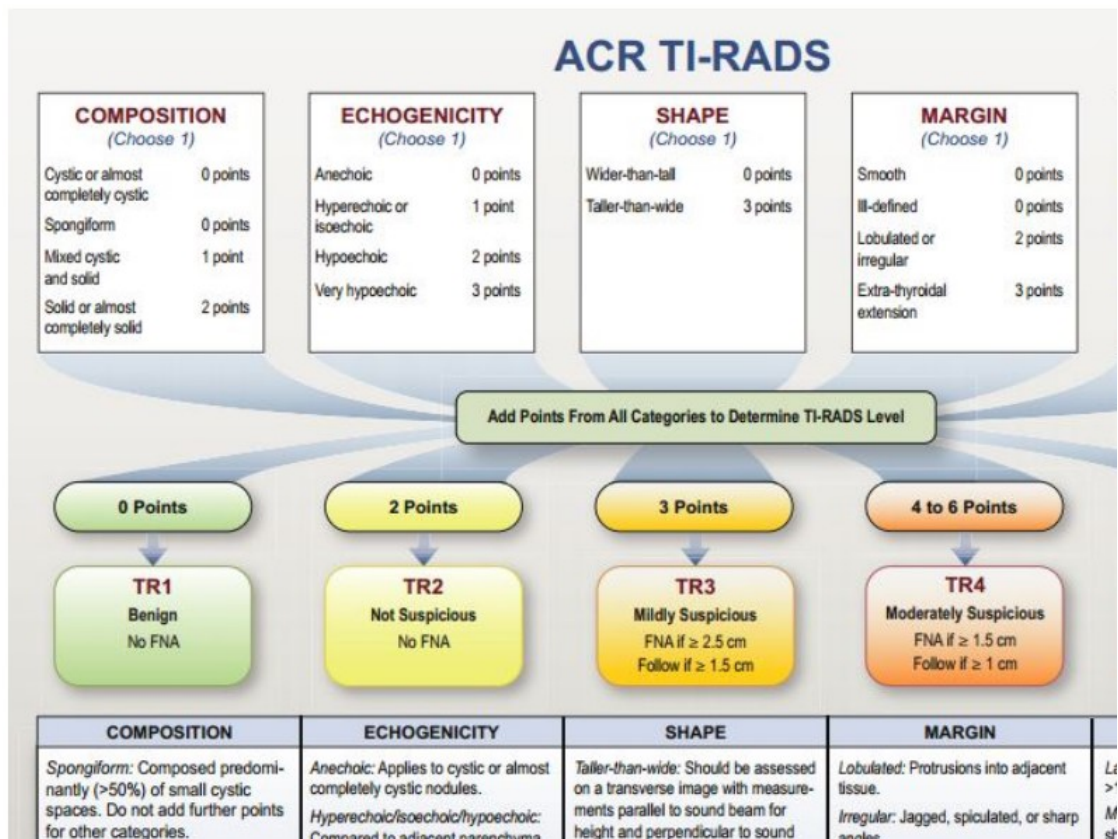 ACR TI-RADS
COMPOSITION
(Choose 1)
Cystic or almost completely cystic 0 points
Spongiform 0 points
Mixed cystic and solid 1 point
Solid or almost completely solid 2 points
ECHOGENICITY
(Choose 1)
Anechoic 0 points
Hyperechoic or isoechoic 1 point
Hypoechoic 2 points
Very hypoechoic 3 points
SHAPE
(Choose 1)
Wider-than-tall 0 points
Taller-than-wide 3 points
MARGIN
(Choose 1)
Smooth 0 points
Ill-defined 0 points
Lobulated or irregular 2 points
Extra-thyroidal extension 3 points
Add Points From All Categories to Determine TI-RADS Level
0 Points
2 Points
3 Points
4 to 6 Points
TR1
Benign
No FNA
TR2
Not Suspicious
No FNA
TR3
Mildly Suspicious
FNA if ≥ 2.5 cm
Follow if ≥ 1.5 cm
TR4
Moderately Suspicious
FNA if ≥ 1.5 cm
Follow if ≥ 1 cm
COMPOSITION
Spongiform: Composed predomi-
nantly (>50%) of small cystic
spaces. Do not add further points
for other categories.
ECHOGENICITY
Anechoic: Applies to cystic or almost
completely cystic nodules.
Hyperechoic/isoechoic/hypoechoic:
Compared to adjacent parenchyma
SHAPE
Taller-than-wide: Should be assessed
on a transverse image with measure-
ments parallel to sound beam for
height and perpendicular to sound
MARGIN
Lobulated: Protrusions into adjacent
tissue.
Irregular: Jagged, spiculated, or sharp
angles.